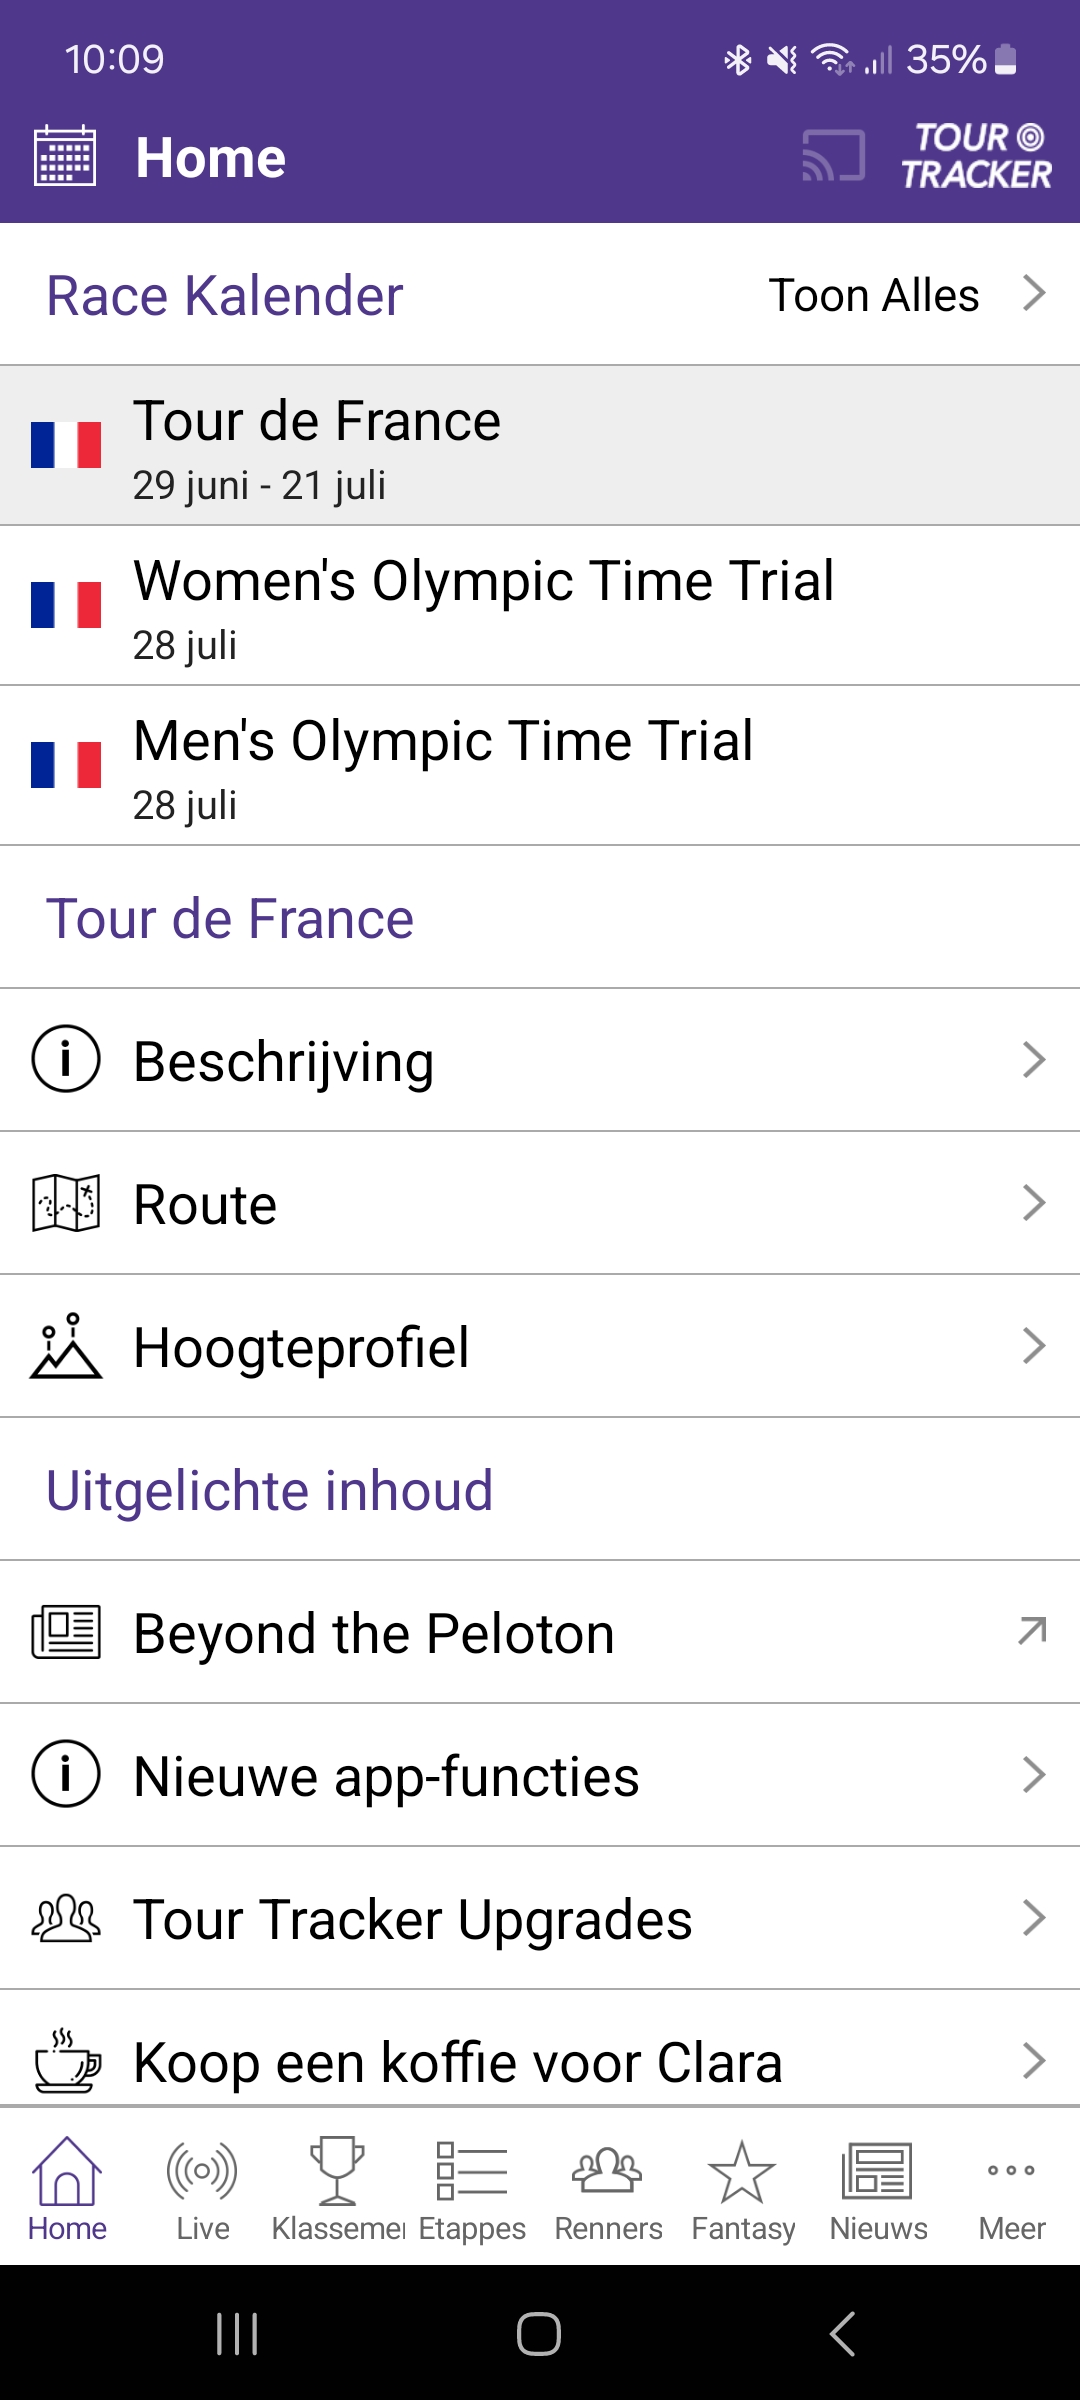 10:09
35%
Home
TOUR
TRACKER
Race Kalender
Toon Alles
Tour de France
29 juni - 21 juli
Women's Olympic Time Trial
28 juli
Men's Olympic Time Trial
28 juli
Tour de France
Beschrijving
Route
Hoogteprofiel
Uitgelichte inhoud
Beyond the Peloton
Nieuwe app-functies
Tour Tracker Upgrades
Koop een koffie voor Clara
Home
Live
Klasseme
Etappes
Renners
Fantasy
Nieuws
Meer